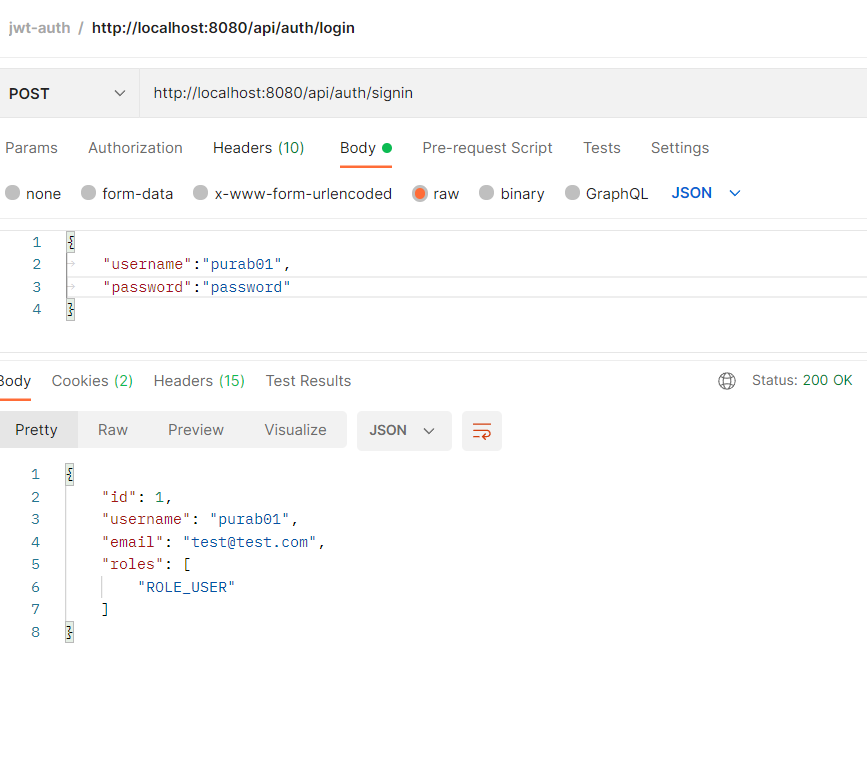 jwt-auth / http://localhost:8080/api/auth/login
POST http://localhost:8080/api/auth/signin
Params Authorization Headers (10) Body Pre-request Script Tests Settings
none form-data x-www-form-urlencoded raw binary GraphQL JSON
1 {
2 "username":"purab01",
3 "password":"password"
4 }
Body Cookies (2) Headers (15) Test Results Status: 200 OK
Pretty Raw Preview Visualize JSON
1 {
2 "id": 1,
3 "username": "purab01",
4 "email": "test@test.com",
5 "roles": [
6 "ROLE_USER"
7 ]
8 }